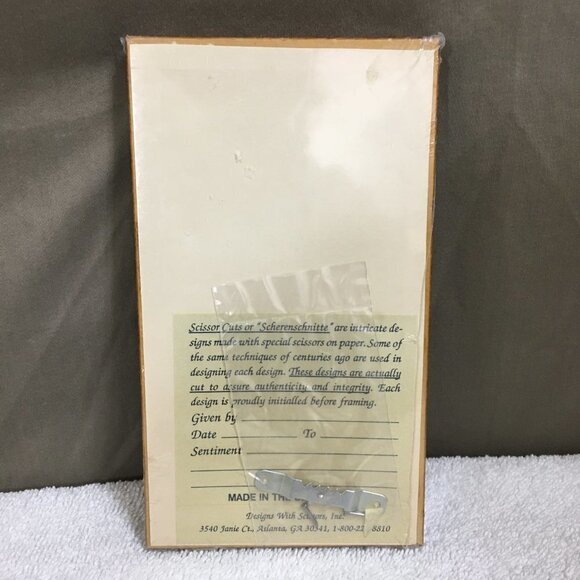 Scissor Cuts or "Scherenschnitte" are intricate de-
signs made with special scissors on paper. Some of
the same techniques of centuries ago are used in
designing each design. These designs are actually
cut to assure authenticity and integrity. Each
design is proudly initialled before framing.
Given by
Date To
Sentiment
MADE IN THE
Designs With Scissors, Inc.
3540 Janie Ct., Atlanta, GA 30341, 1-800-22 8810